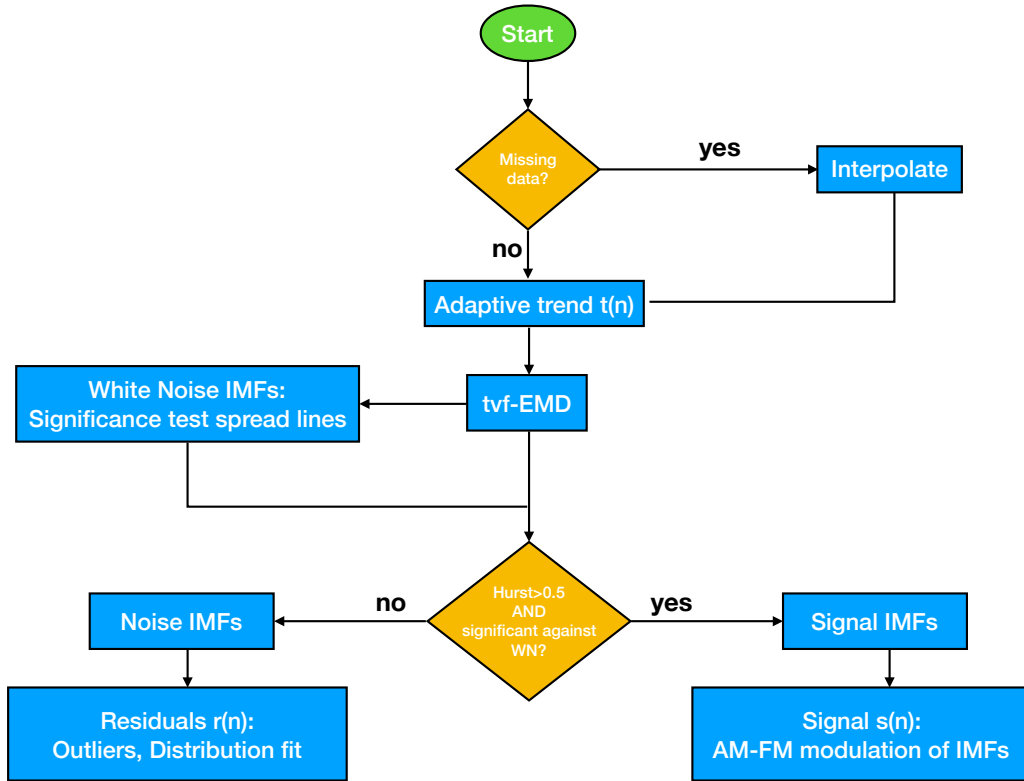 Start
Missing
data?
yes
Interpolate
no
Adaptive trend t(n)
White Noise IMFs:
Significance test spread lines
tvf-EMD
Hurst>0.5
AND
significant against
WN?
no
yes
Noise IMFs
Signal IMFs
Residuals r(n):
Outliers, Distribution fit
Signal s(n):
AM-FM modulation of IMFs